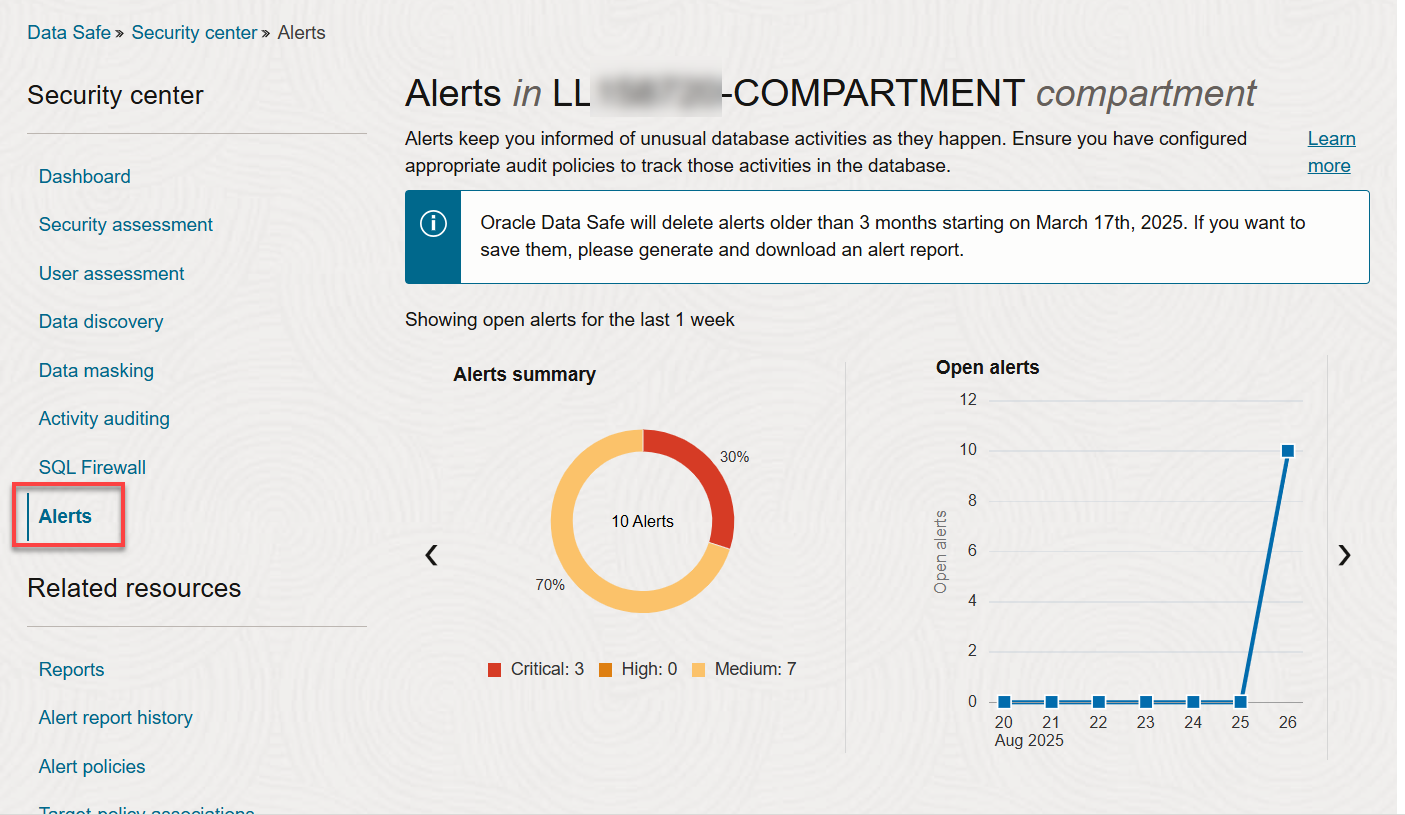 Data Safe » Security center » Alerts
Security center
Dashboard
Security assessment
User assessment
Data discovery
Data masking
Activity auditing
SQL Firewall
Alerts
Related resources
Reports
Alert report history
Alert policies
Target-policy associations
Alerts in LL -COMPARTMENT compartment
Alerts keep you informed of unusual database activities as they happen. Ensure you have configured
appropriate audit policies to track those activities in the database.
Learn
more
Oracle Data Safe will delete alerts older than 3 months starting on March 17th, 2025. If you want to
save them, please generate and download an alert report.
Showing open alerts for the last 1 week
Alerts summary
30%
10 Alerts
70%
Critical: 3 High: 0 Medium: 7
Open alerts
Open alerts
12
10
8
6
4
2
0
20 21 22 23 24 25 26
Aug 2025